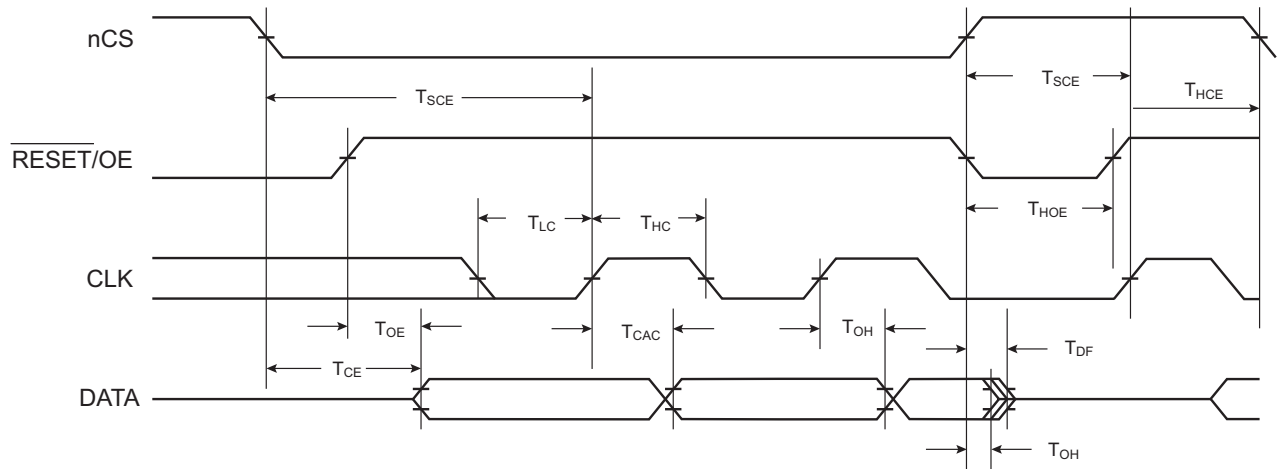 nCS
TSCE
TSCE
THCE
RESET/OE
TLC
THC
THOE
CLK
TOE
TCAC
TOH
TDF
TCE
DATA
TOH